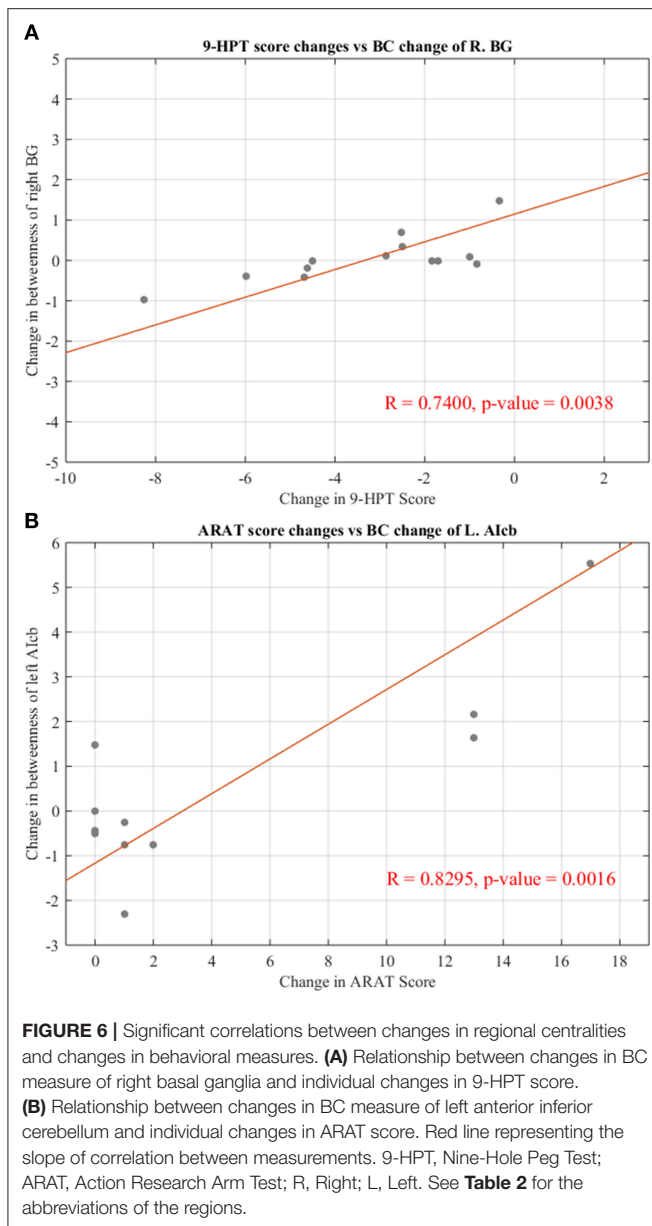 A
9-HPT score changes vs BC change of R. BG
Change in betweenness of right BG
5
4
3
2
1
0
-1
-2
-3
-4
-5
R = 0.7400, p-value = 0.0038
-10 -8 -6 -4 -2 0 2
Change in 9-HPT Score
B
ARAT score changes vs BC change of L. AIcb
Change in betweenness of left AIcb
6
5
4
3
2
1
0
-1
-2
-3
R = 0.8295, p-value = 0.0016
0 2 4 6 8 10 12 14 16 18
Change in ARAT Score
FIGURE 6 | Significant correlations between changes in regional centralities
and changes in behavioral measures. (A) Relationship between changes in BC
measure of right basal ganglia and individual changes in 9-HPT score.
(B) Relationship between changes in BC measure of left anterior inferior
cerebellum and individual changes in ARAT score. Red line representing the
slope of correlation between measurements. 9-HPT, Nine-Hole Peg Test;
ARAT, Action Research Arm Test; R, Right; L, Left. See Table 2 for the
abbreviations of the regions.